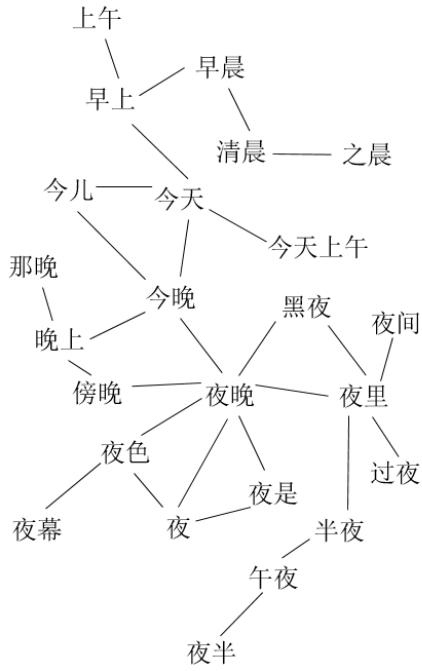 上午
早晨
早上
清晨
之晨
今儿
今天
今天上午
那晚
今晚
黑夜
夜间
晚上
傍晚
夜晚
夜里
夜色
过夜
夜是
夜幕
夜
半夜
午夜
夜半